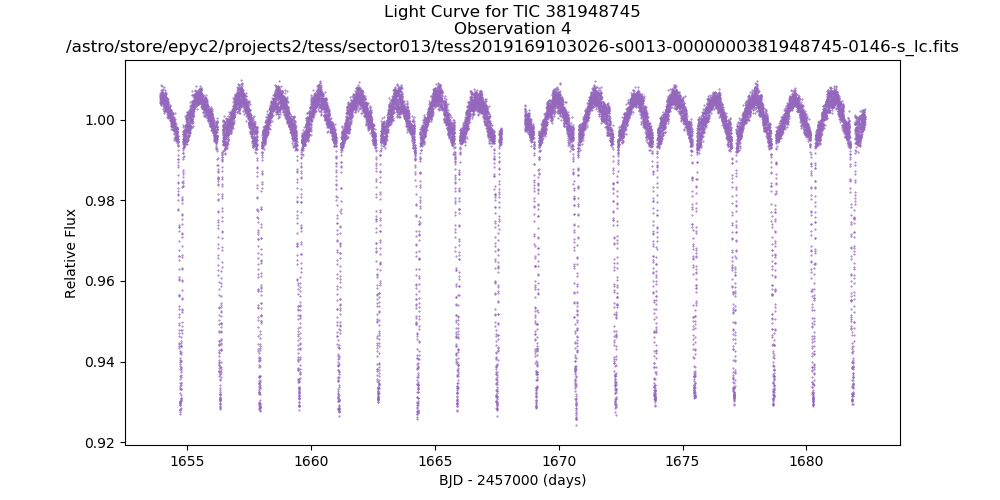 Light Curve for TIC 381948745
Observation 4
/astro/store/epyc2/projects2/tess/sector013/tess2019169103026-s0013-0000000381948745-0146-s_lc.fits
1.00
0.98
0.96
0.94
0.92
Relative Flux
1655
1660
1665
1670
1675
1680
BJD - 2457000 (days)